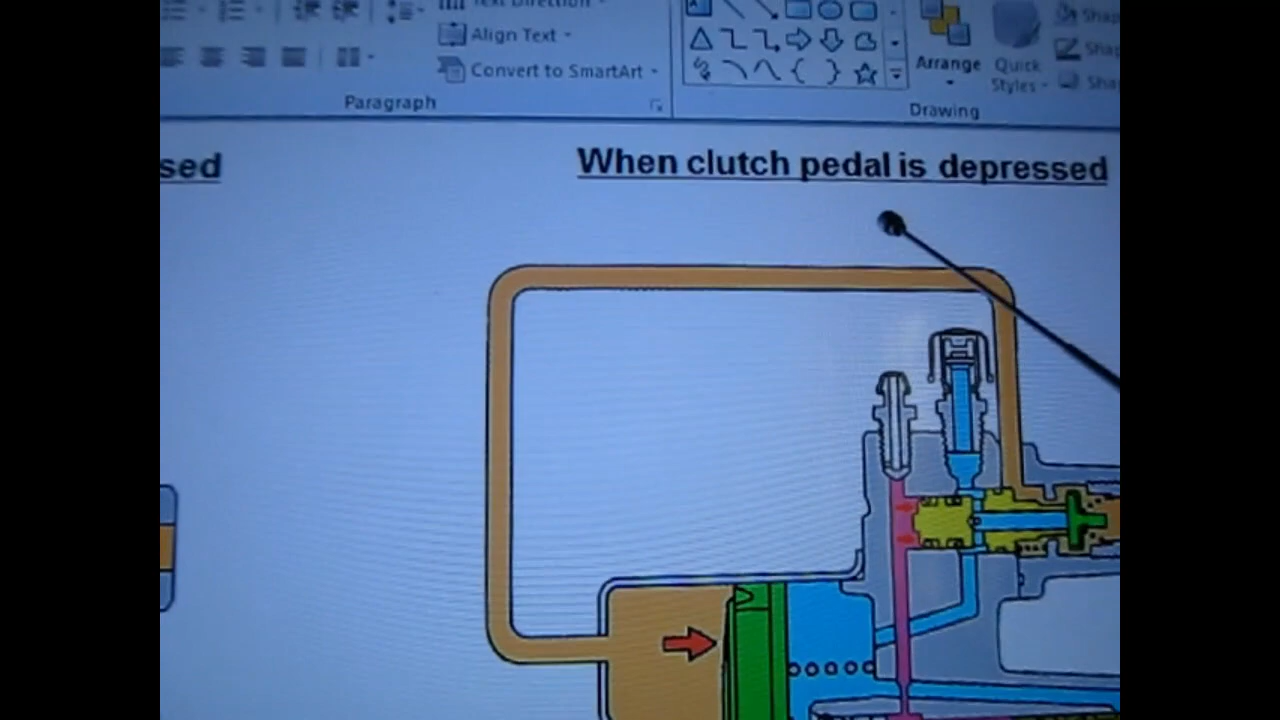 Text Direction
Align Text
Convert to SmartArt
Paragraph
Arrange
Quick
Styles
Drawing
sed
When clutch pedal is depressed